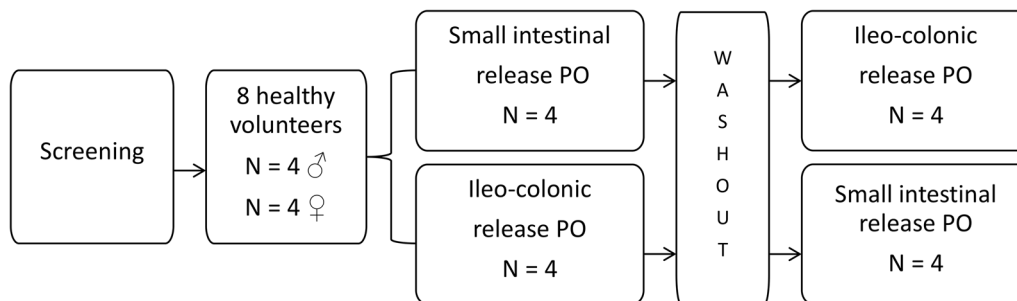 Screening
8 healthy
volunteers
N = 4 ♂
N = 4 ♀
Small intestinal
release PO
N = 4
Ileo-colonic
release PO
N = 4
W
A
S
H
O
U
T
Ileo-colonic
release PO
N = 4
Small intestinal
release PO
N = 4